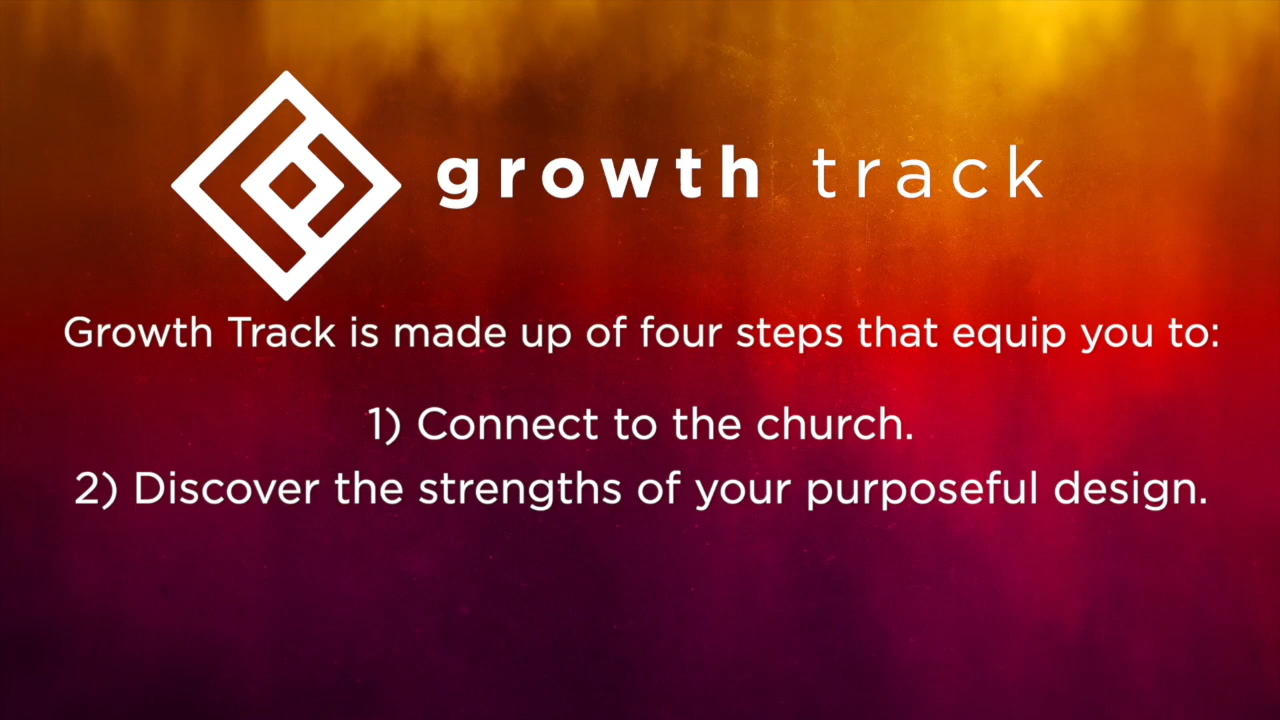 growth track
Growth Track is made up of four steps that equip you to:
1) Connect to the church.
2) Discover the strengths of your purposeful design.